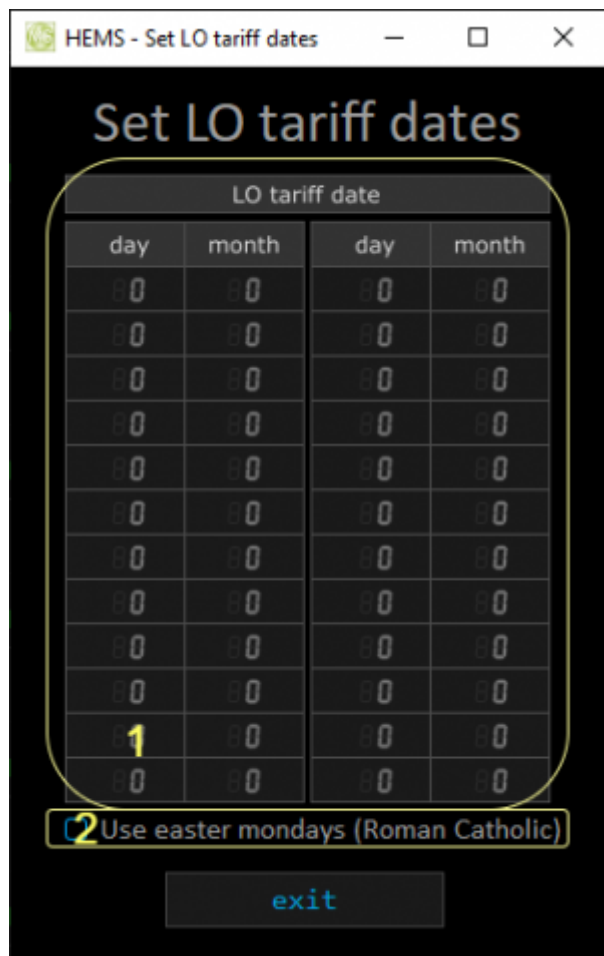 HEMS - Set LO tariff dates
Set LO tariff dates
LO tariff date
day month day month
0 0 0 0
0 0 0 0
0 0 0 0
0 0 0 0
0 0 0 0
0 0 0 0
0 0 0 0
0 0 0 0
0 0 0 0
0 0 0 0
1 0 0 0
0 0 0 0
2 Use easter mondays (Roman Catholic)
exit